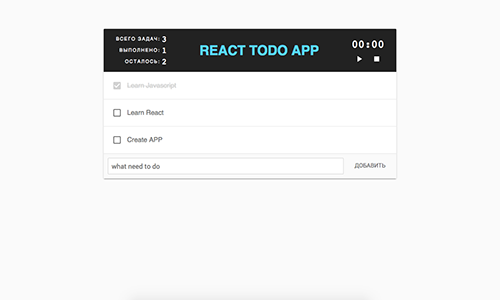 ВСЕГО ЗАДАЧ: 3
ВЫПОЛНЕНО: 1
ОСТАЛОСЬ: 2
REACT TODO APP
00:00
Learn Javascript
Learn React
Create APP
what need to do
ДОБАВИТЬ